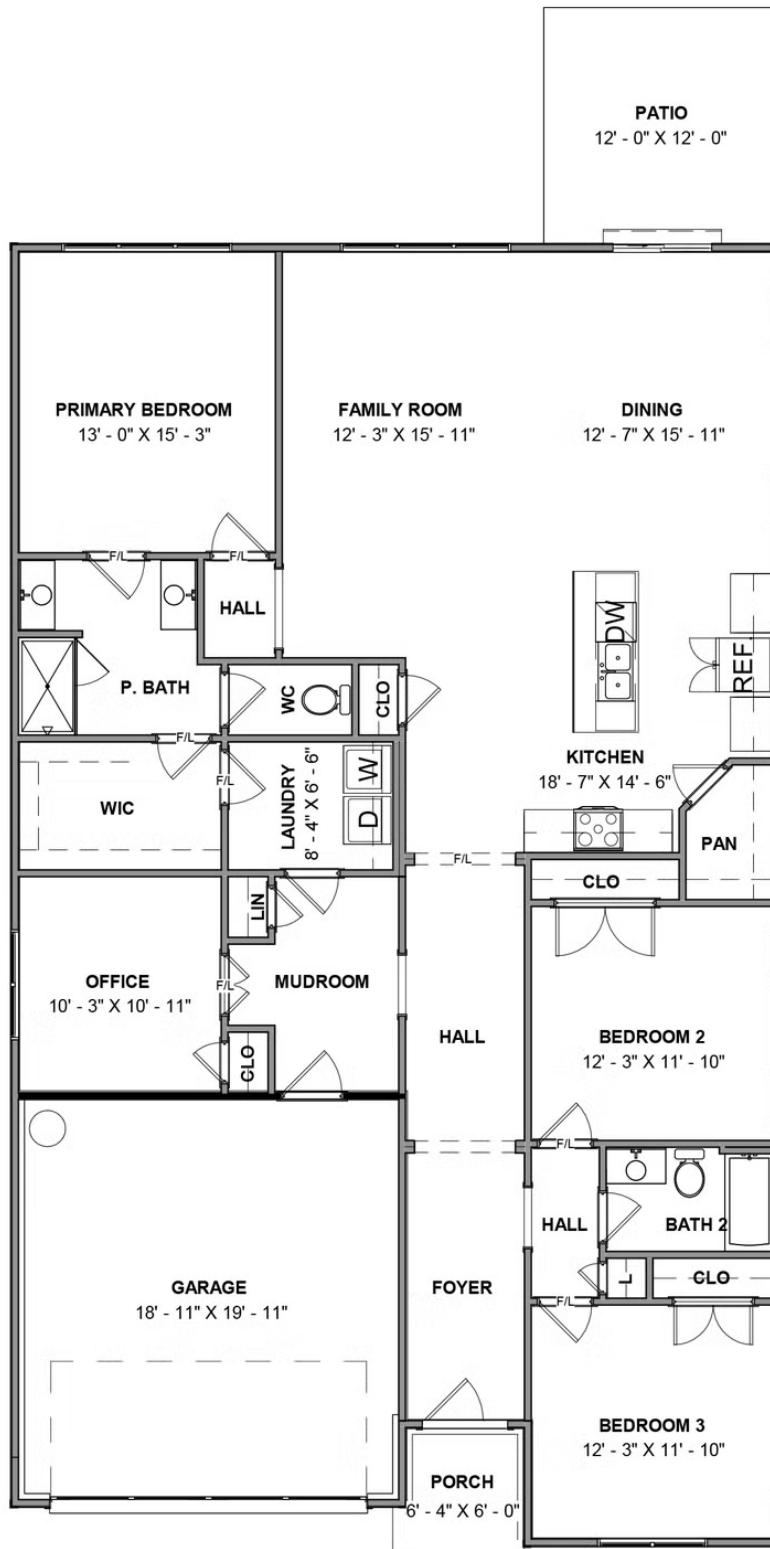 PATIO
12' - 0" X 12' - 0"
PRIMARY BEDROOM
13' - 0" X 15' - 3"
FAMILY ROOM
12' - 3" X 15' - 11"
DINING
12' - 7" X 15' - 11"
F/L
F/L
HALL
DW
REF.
P. BATH
WC
CLO
F/L
KITCHEN
18' - 7" X 14' - 6"
WIC
F/L
LAUNDRY
8' - 4" X 6' - 6"
W
D
PAN
F/L
CLO
LIN
OFFICE
10' - 3" X 10' - 11"
F/L
MUDROOM
HALL
BEDROOM 2
12' - 3" X 11' - 10"
CLO
F/L
HALL
BATH 2
L
CLO
F/L
GARAGE
18' - 11" X 19' - 11"
FOYER
BEDROOM 3
12' - 3" X 11' - 10"
PORCH
6' - 4" X 6' - 0"